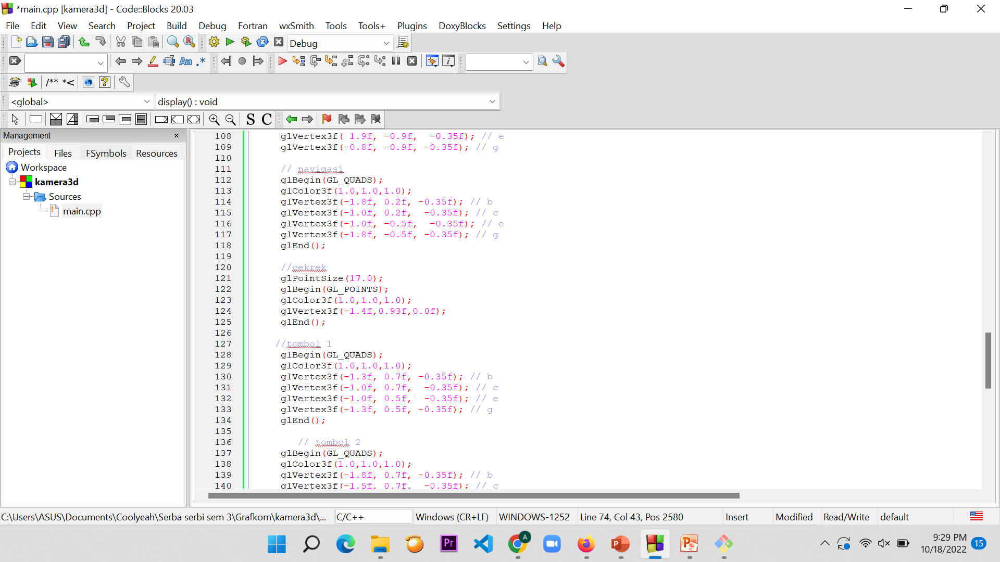 *main.cpp [kamera3d] - Code::Blocks 20.03
File Edit View Search Project Build Debug Fortran wxSmith Tools Tools+ Plugins DoxyBlocks Settings Help
Debug
/** *<
<global> display() : void
S C
Management
Projects Files FSymbols Resources
Workspace
kamera3d
Sources
main.cpp
108 glVertex3f( 1.9f, -0.9f,  -0.35f); // e
109 glVertex3f(-0.8f, -0.9f, -0.35f); // g
110
111 // navigasi
112 glBegin(GL_QUADS);
113 glColor3f(1.0,1.0,1.0);
114 glVertex3f(-1.8f, 0.2f, -0.35f); // b
115 glVertex3f(-1.0f, 0.2f,  -0.35f); // c
116 glVertex3f(-1.0f, -0.5f,  -0.35f); // e
117 glVertex3f(-1.8f, -0.5f, -0.35f); // g
118 glEnd();
119
120 //cekrek
121 glPointSize(17.0);
122 glBegin(GL_POINTS);
123 glColor3f(1.0,1.0,1.0);
124 glVertex3f(-1.4f,0.93f,0.0f);
125 glEnd();
126
127 //tombol 1
128 glBegin(GL_QUADS);
129 glColor3f(1.0,1.0,1.0);
130 glVertex3f(-1.3f, 0.7f, -0.35f); // b
131 glVertex3f(-1.0f, 0.7f,  -0.35f); // c
132 glVertex3f(-1.0f, 0.5f,  -0.35f); // e
133 glVertex3f(-1.3f, 0.5f, -0.35f); // g
134 glEnd();
135
136 // tombol 2
137 glBegin(GL_QUADS);
138 glColor3f(1.0,1.0,1.0);
139 glVertex3f(-1.8f, 0.7f, -0.35f); // b
140 glVertex3f(-1.5f, 0.7f,  -0.35f); // c
C:\Users\ASUS\Documents\Coolyeah\Serba serbi sem 3\Grafkom\kamera3d\... C/C++ Windows (CR+LF) WINDOWS-1252 Line 74, Col 43, Pos 2580 Insert Modified Read/Write default
9:29 PM
10/18/2022
15